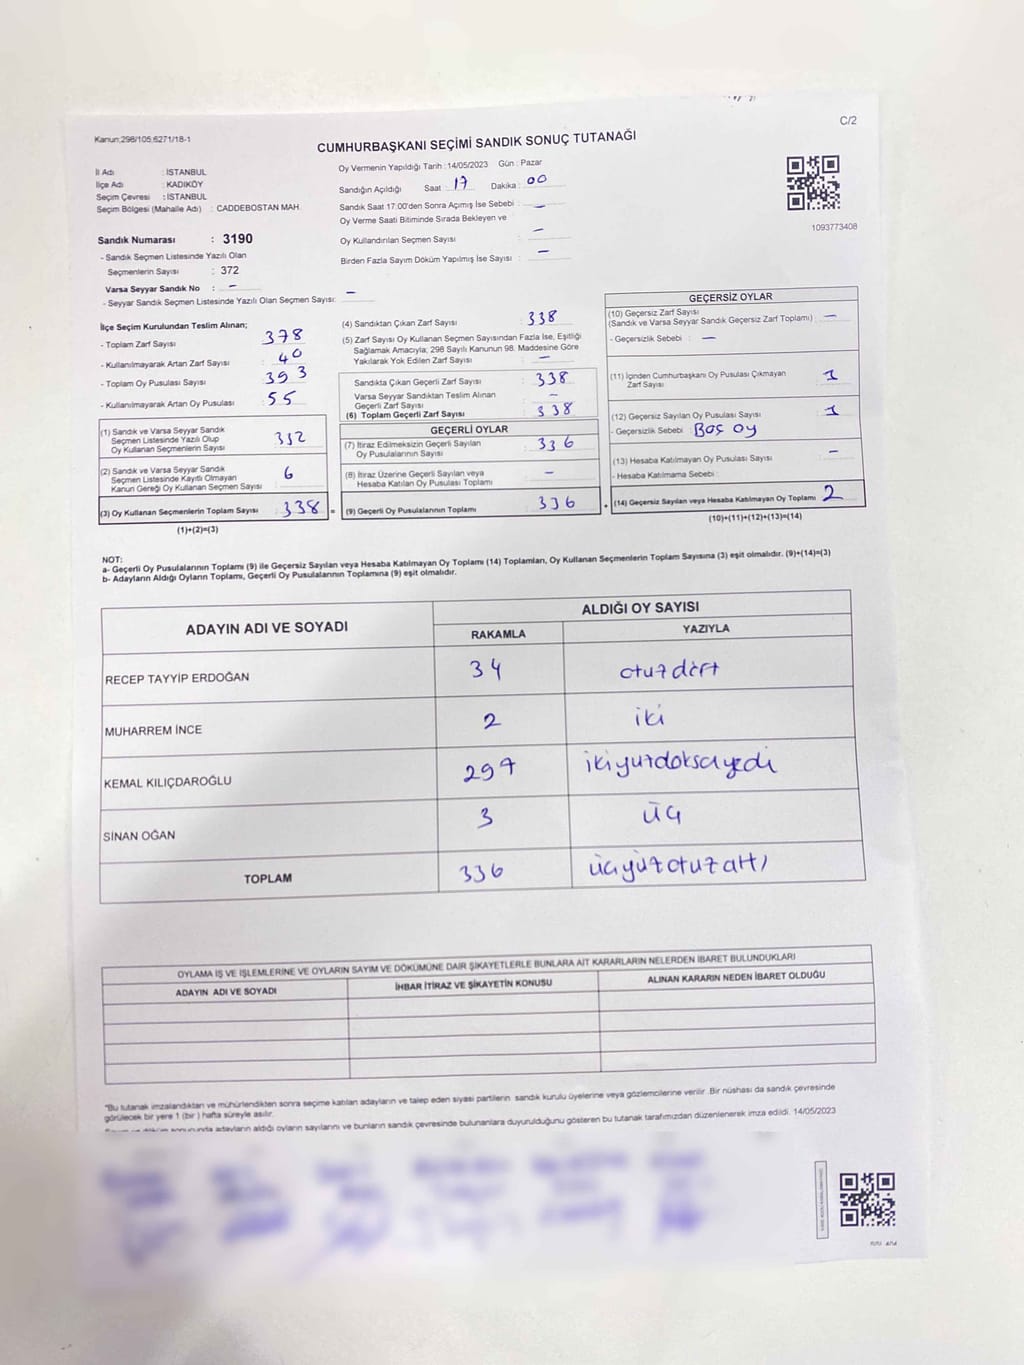 C/2
Kanun:298/105;6271/18-1
CUMHURBAŞKANI SEÇİMİ SANDIK SONUÇ TUTANAĞI
İl Adı : İSTANBUL
İlçe Adı : KADIKÖY
Seçim Çevresi : İSTANBUL
Seçim Bölgesi (Mahalle Adı) : CADDEBOSTAN MAH.
Sandık Numarası : 3190
- Sandık Seçmen Listesinde Yazılı Olan
Seçmenlerin Sayısı : 372
Varsa Seyyar Sandık No : -
- Seyyar Sandık Seçmen Listesinde Yazılı Olan Seçmen Sayısı: -
Oy Vermenin Yapıldığı Tarih :14/05/2023 Gün : Pazar
Sandığın Açıldığı Saat : 17 Dakika : 00
Sandık Saat 17:00'den Sonra Açımış İse Sebebi : -
Oy Verme Saati Bitiminde Sırada Bekleyen ve
Oy Kullandırılan Seçmen Sayısı : -
Birden Fazla Sayım Döküm Yapılmış İse Sayısı : -
1093773408
İlçe Seçim Kurulundan Teslim Alınan;
- Toplam Zarf Sayısı : 378
- Kullanılmayarak Artan Zarf Sayısı : 40
- Toplam Oy Pusulası Sayısı : 393
- Kullanılmayarak Artan Oy Pusulası : 55
(1) Sandık ve Varsa Seyyar Sandık
Seçmen Listesinde Yazılı Olup
Oy Kullanan Seçmenlerin Sayısı : 332
(2) Sandık ve Varsa Seyyar Sandık
Seçmen Listesinde Kayıtlı Olmayan
Kanun Gereği Oy Kullanan Seçmen Sayısı : 6
(3) Oy Kullanan Seçmenlerin Toplam Sayısı : 338 =
(1)+(2)=(3)
(4) Sandıktan Çıkan Zarf Sayısı : 338
(5) Zarf Sayısı Oy Kullanan Seçmen Sayısından Fazla İse, Eşitliği
Sağlamak Amacıyla; 298 Sayılı Kanunun 98. Maddesine Göre
Yakılarak Yok Edilen Zarf Sayısı : -
Sandıkta Çıkan Geçerli Zarf Sayısı : 338
Varsa Seyyar Sandıktan Teslim Alınan
Geçerli Zarf Sayısı : -
(6) Toplam Geçerli Zarf Sayısı : 338
GEÇERLİ OYLAR
(7) İtiraz Edilmeksizin Geçerli Sayılan
Oy Pusulalarının Sayısı : 336
(8) İtiraz Üzerine Geçerli Sayılan veya
Hesaba Katılan Oy Pusulası Toplamı : -
(9) Geçerli Oy Pusulalarının Toplamı : 336 +
GEÇERSİZ OYLAR
(10) Geçersiz Zarf Sayısı
(Sandık ve Varsa Seyyar Sandık Geçersiz Zarf Toplamı) : -
- Geçersizlik Sebebi : -
(11) İçinden Cumhurbaşkanı Oy Pusulası Çıkmayan
Zarf Sayısı : 1
(12) Geçersiz Sayılan Oy Pusulası Sayısı : 1
- Geçersizlik Sebebi : Boş oy
(13) Hesaba Katılmayan Oy Pusulası Sayısı : -
- Hesaba Katılmama Sebebi :
(14) Geçersiz Sayılan veya Hesaba Katılmayan Oy Toplamı : 2
(10)+(11)+(12)+(13)=(14)
NOT:
a- Geçerli Oy Pusulalarının Toplamı (9) ile Geçersiz Sayılan veya Hesaba Katılmayan Oy Toplamı (14) Toplamları, Oy Kullanan Seçmenlerin Toplam Sayısına (3) eşit olmalıdır. (9)+(14)=(3)
b- Adayların Aldığı Oyların Toplamı, Geçerli Oy Pusulalarının Toplamına (9) eşit olmalıdır.
ADAYIN ADI VE SOYADI ALDIĞI OY SAYISI
RAKAMLA YAZIYLA
RECEP TAYYİP ERDOĞAN 34 otuzdört
MUHARREM İNCE 2 iki
KEMAL KILIÇDAROĞLU 297 ikiyuzdoksayedi
SİNAN OĞAN 3 üç
TOPLAM 336 üçyüzotuzaltı
OYLAMA İŞ VE İŞLEMLERİNE VE OYLARIN SAYIM VE DÖKÜMÜNE DAİR ŞİKAYETLERLE BUNLARA AİT KARARLARIN NELERDEN İBARET BULUNDUKLARI
ADAYIN ADI VE SOYADI İHBAR İTİRAZ VE ŞİKAYETİN KONUSU ALINAN KARARIN NEDEN İBARET OLDUĞU
"Bu tutanak imzalandıktan ve mühürlendikten sonra seçime katılan adayların ve talep eden siyasi partilerin sandık kurulu üyelerine veya gözlemcilerine verilir .Bir nüshası da sandık çevresinde
görülecek bir yere 1 (bir ) hafta süreyle asılır.
sonucunda adayların aldığı oyların sayılarını ve bunların sandık çevresinde bulunanlara duyurulduğunu gösteren bu tutanak tarafımızdan düzenlenerek imza edildi. 14/05/2023